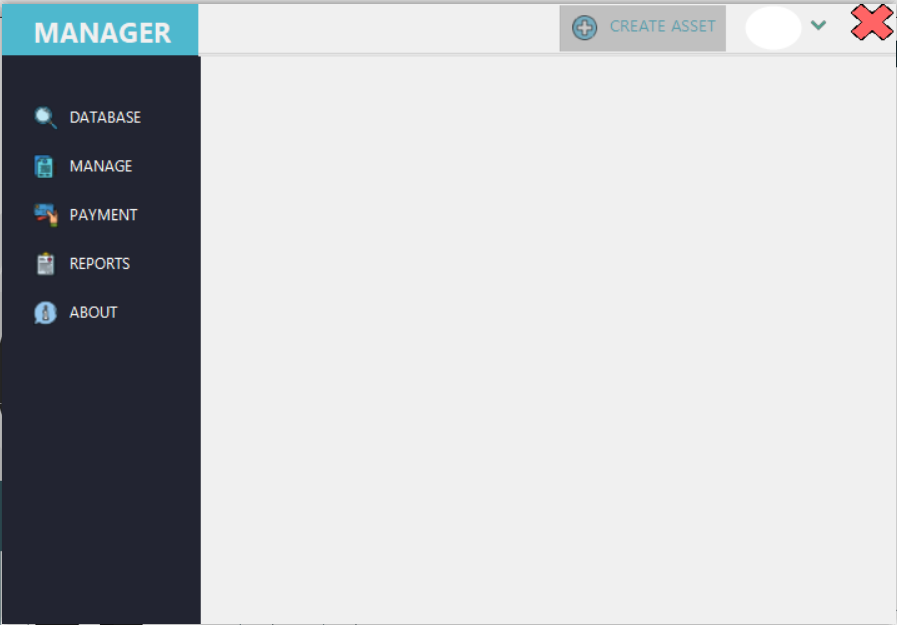 MANAGER
CREATE ASSET
DATABASE
MANAGE
PAYMENT
REPORTS
ABOUT